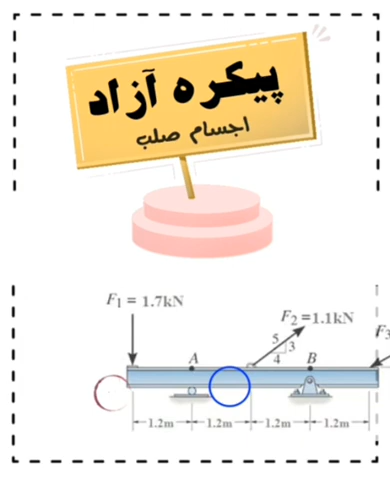 پیکره آزاد
اجسام صلب
F₁ = 1.7kN
F₂ =1.1kN
F₃
5
3
4
A
B
1.2m
1.2m
1.2m
1.2m